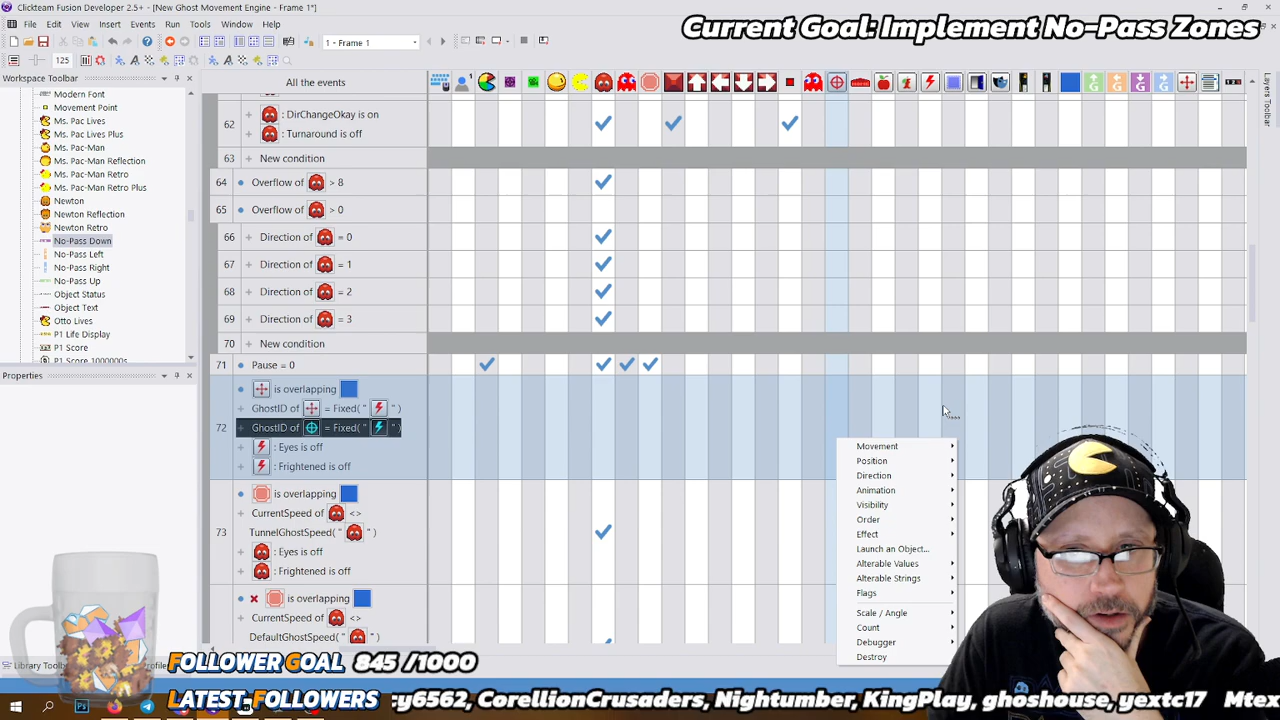 Clickteam Fusion Developer 2.5+ - [New Ghost Movement Engine - Frame 1*]
Current Goal: Implement No-Pass Zones
File Edit View Insert Event Run Tools Window Help
1 - Frame 1
125
Workspace Toolbar
All the events
Layers Toolbar
Modern Font
Movement Point
Ms. Pac Lives
Ms. Pac Lives Plus
Ms. Pac-Man
Ms. Pac-Man Reflection
Ms. Pac-Man Retro
Ms. Pac-Man Retro Plus
Newton
Newton Reflection
Newton Retro
No-Pass Down
No-Pass Left
No-Pass Right
No-Pass Up
Object Status
Object Text
Otto Lives
P1 Life Display
P1 Score
P1 Score 1000000s
Properties
62
+ : DirChangeOkay is on
+ : Turnaround is off
63 + New condition
64 Overflow of > 8
65 Overflow of > 0
66 + Direction of = 0
67 + Direction of = 1
68 + Direction of = 2
69 + Direction of = 3
70 + New condition
71 Pause = 0
72
is overlapping
+ GhostID of = Fixed( " " )
+ GhostID of = Fixed( " " )
+ : Eyes is off
+ : Frightened is off
73
is overlapping
+ CurrentSpeed of <>
TunnelGhostSpeed( " " )
+ : Eyes is off
+ : Frightened is off
is overlapping
+ CurrentSpeed of <>
DefaultGhostSpeed( " " )
Movement
Position
Direction
Animation
Visibility
Order
Effect
Launch an Object...
Alterable Values
Alterable Strings
Flags
Scale / Angle
Count
Debugger
Destroy
Follower Goal 845 /1000
Latest Followers cy6562, CorellionCrusaders, Nightumber, KingPlay, ghoshouse, yextc17 Mtex